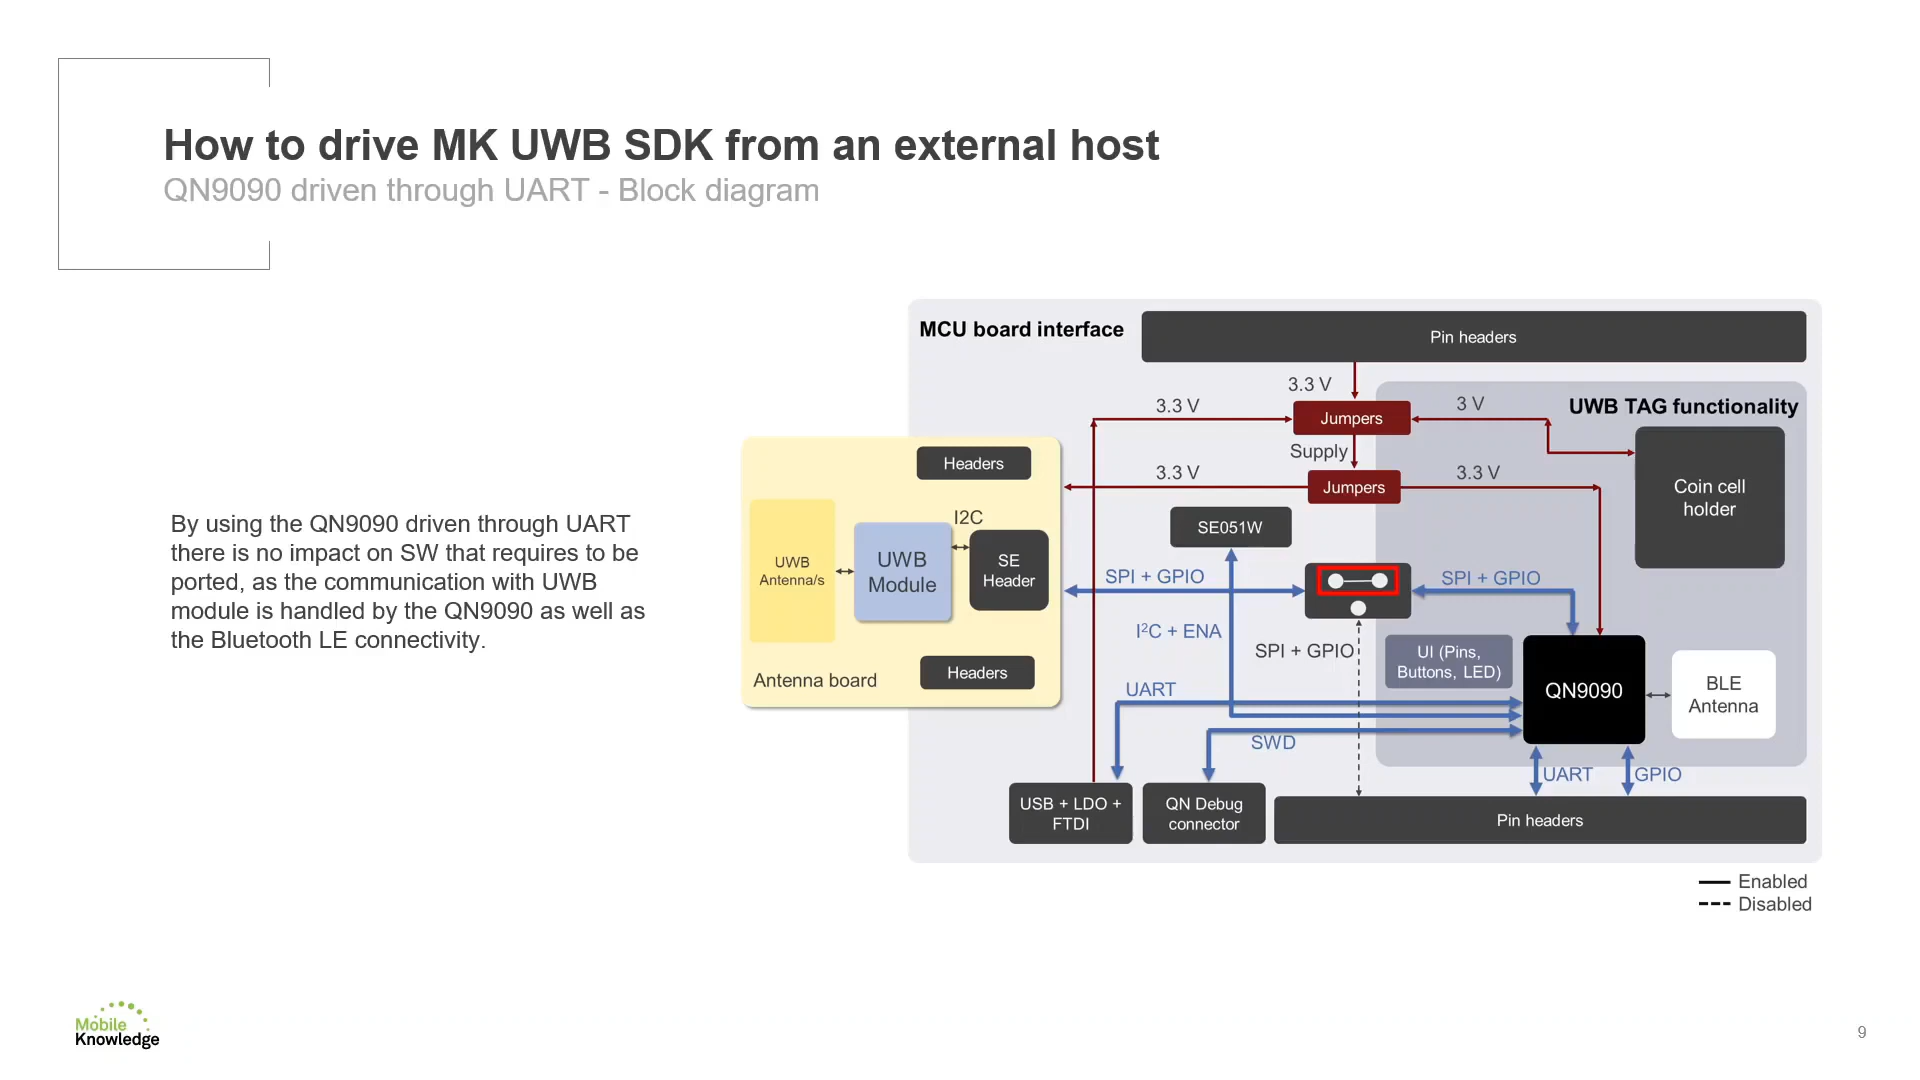 How to drive MK UWB SDK from an external host
QN9090 driven through UART - Block diagram
By using the QN9090 driven through UART
there is no impact on SW that requires to be
ported, as the communication with UWB
module is handled by the QN9090 as well as
the Bluetooth LE connectivity.
MCU board interface
Pin headers
3.3 V
3.3 V
Jumpers
3 V
UWB TAG functionality
Supply
3.3 V
Jumpers
3.3 V
Coin cell
holder
Headers
I2C
UWB
Antenna/s
UWB
Module
SE
Header
Antenna board
Headers
SE051W
SPI + GPIO
SPI + GPIO
I²C + ENA
SPI + GPIO
UI (Pins,
Buttons, LED)
QN9090
BLE
Antenna
UART
SWD
UART
GPIO
USB + LDO +
FTDI
QN Debug
connector
Pin headers
Enabled
Disabled
Mobile
Knowledge
9